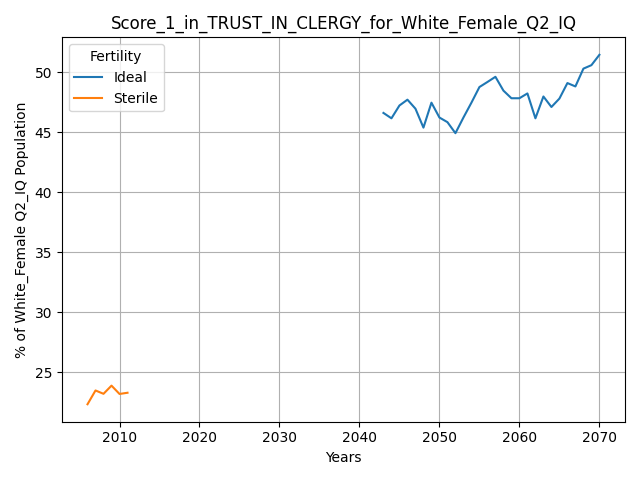 Score_1_in_TRUST_IN_CLERGY_for_White_Female_Q2_IQ
Fertility
Ideal
Sterile
% of White_Female Q2_IQ Population
50
45
40
35
30
25
2010 2020 2030 2040 2050 2060 2070
Years